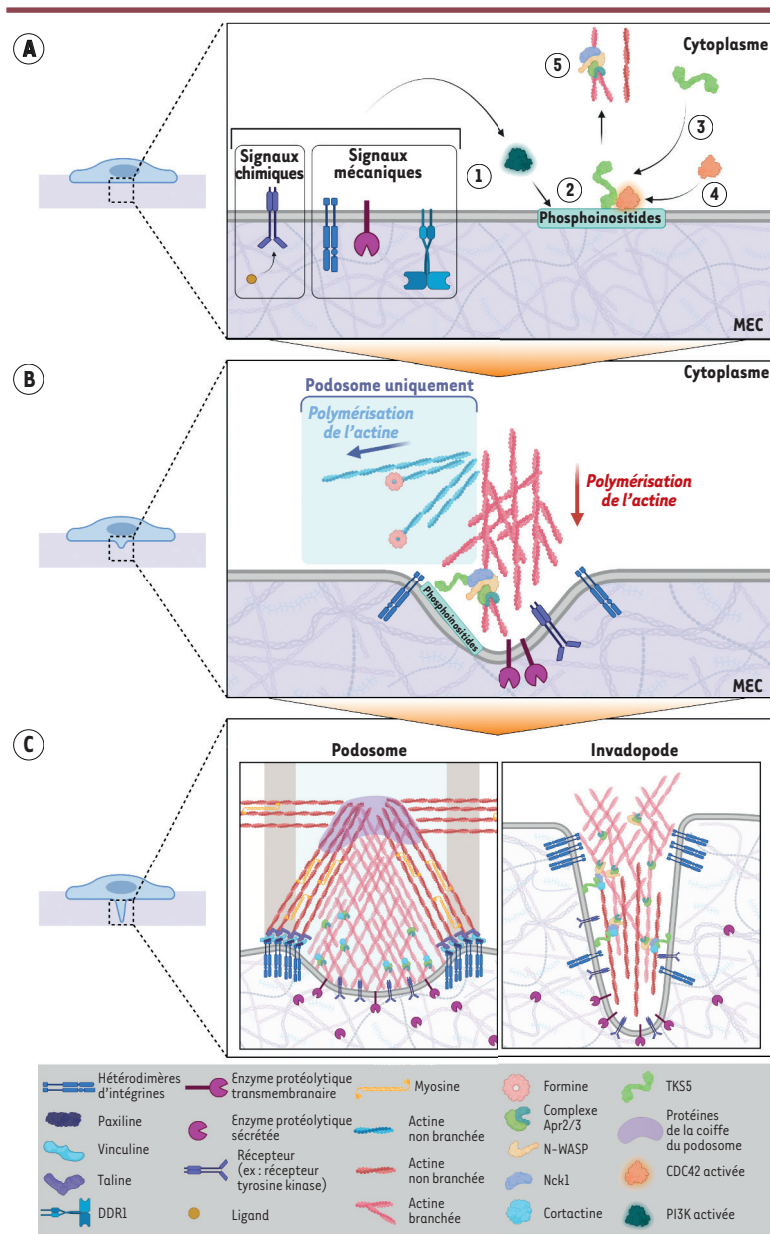 A
Cytoplasme
5
3
Signaux
chimiques
Signaux
mécaniques
1
2
4
Phosphoinositides
MEC
B
Cytoplasme
Podosome uniquement
Polymérisation
de l’actine
Polymérisation
de l’actine
Phosphoinositides
MEC
C
Podosome
Invadopode
Hétérodimères
d’intégrines
Paxiline
Vinculine
Taline
DDR1
Enzyme protéolytique
transmembranaire
Enzyme protéolytique
sécrétée
Récepteur
(ex : récepteur
tyrosine kinase)
Ligand
Myosine
Actine
non branchée
Actine
non branchée
Actine
branchée
Formine
Complexe
Apr2/3
N-WASP
Nck1
Cortactine
TKS5
Protéines
de la coiffe
du podosome
CDC42 activée
PI3K activée